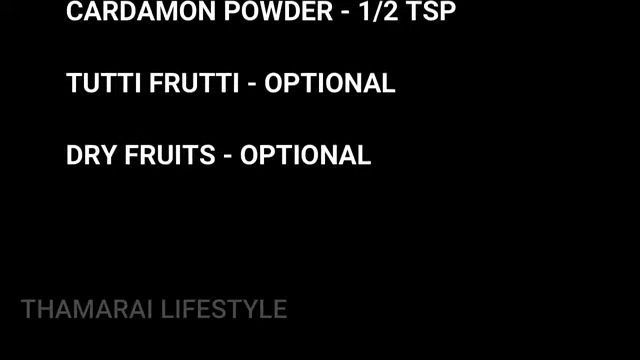 CARDAMON POWDER - 1/2 TSP
TUTTI FRUTTI - OPTIONAL
DRY FRUITS - OPTIONAL
THAMARAI LIFESTYLE